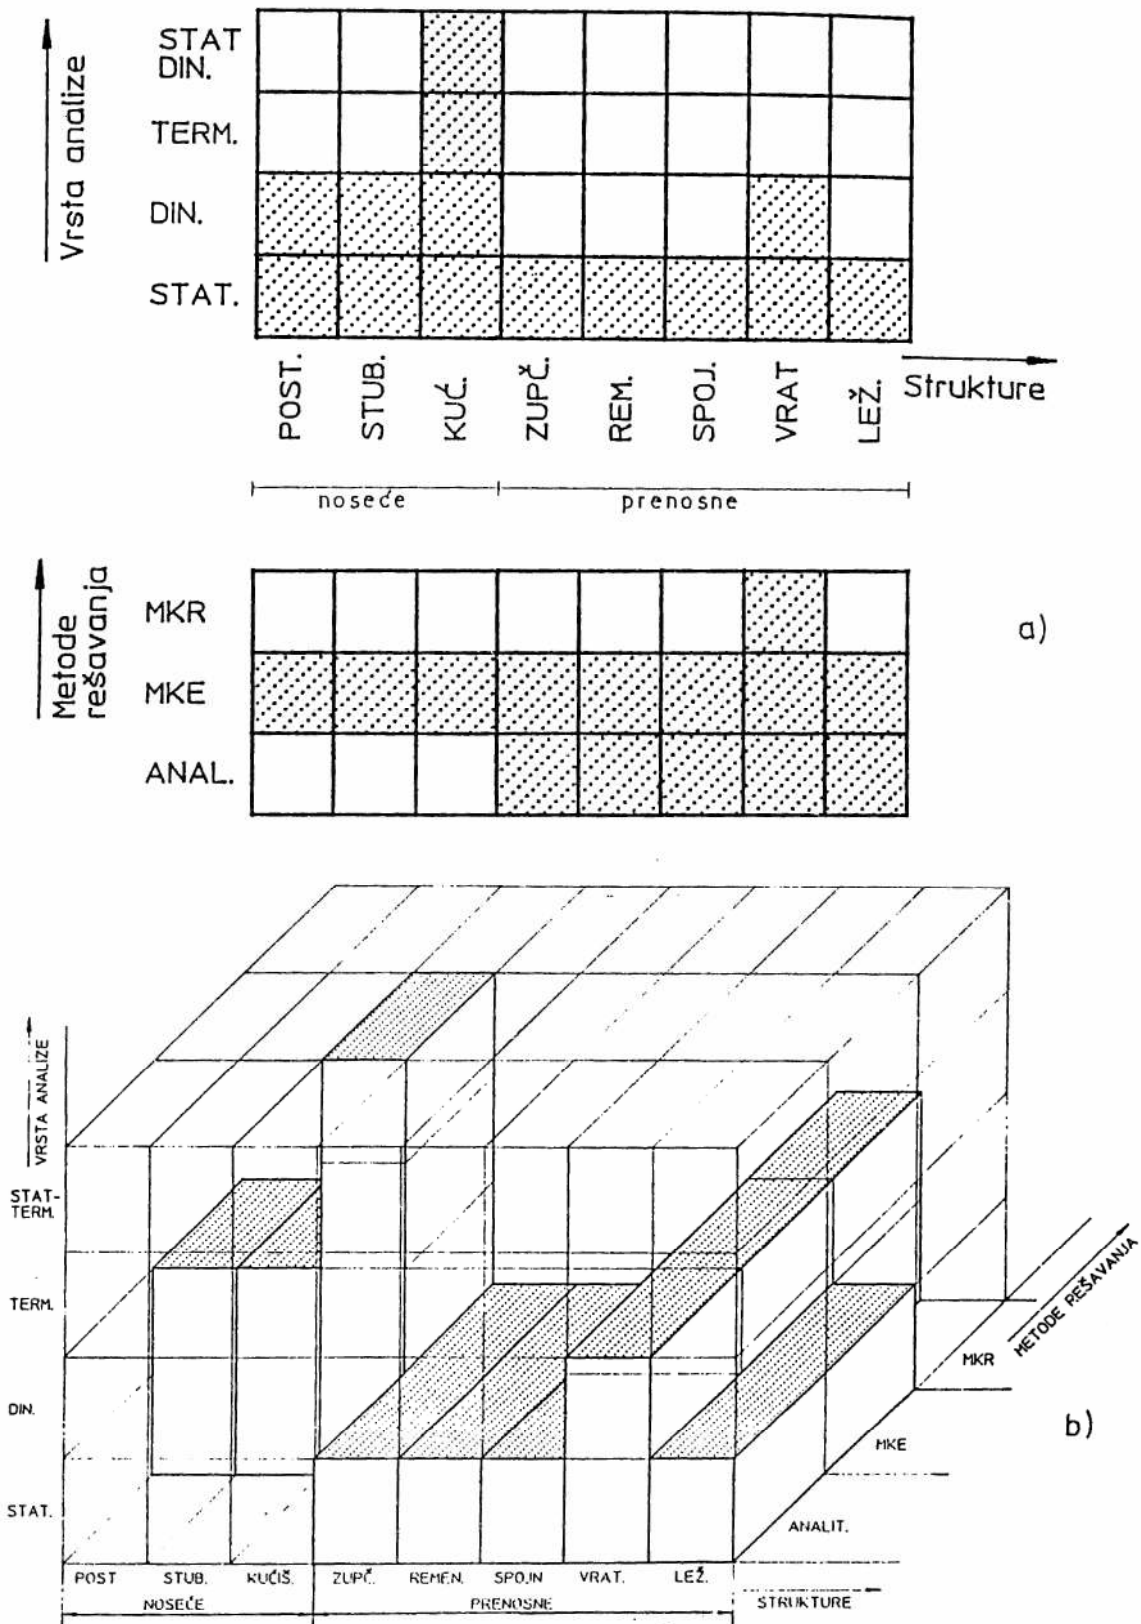 Vrsta analize
STAT
DIN.
TERM.
DIN.
STAT.
POST.
STUB.
KUĆ.
ZUPČ.
REM.
SPOJ.
VRAT
LEŽ.
Strukture
noseće
prenosne
Metode
rešavanja
MKR
MKE
ANAL.
a)
VRSTA ANALIZE
STAT-
TERM.
TERM.
DIN.
STAT.
POST
STUB.
KUĆIŠ.
ZUPČ.
REMEN.
SPOJN
VRAT.
LEŽ.
NOSEĆE
PRENOSNE
STRUKTURE
ANALIT.
MKE
MKR
METODE REŠAVANJA
b)